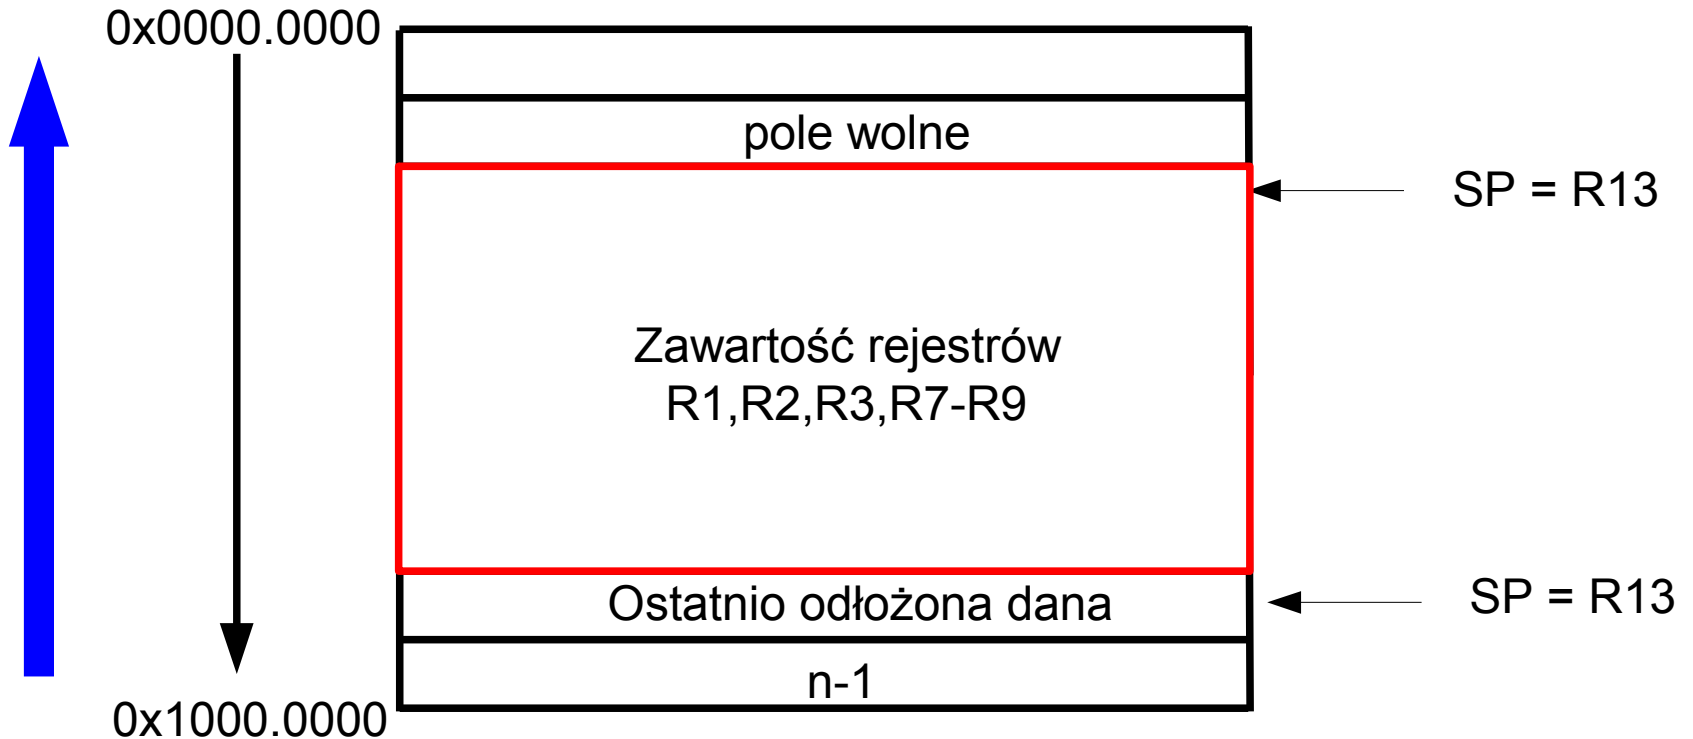 0x0000.0000
pole wolne
SP = R13
Zawartość rejestrów
R1,R2,R3,R7-R9
Ostatnio odłożona dana
SP = R13
n-1
0x1000.0000